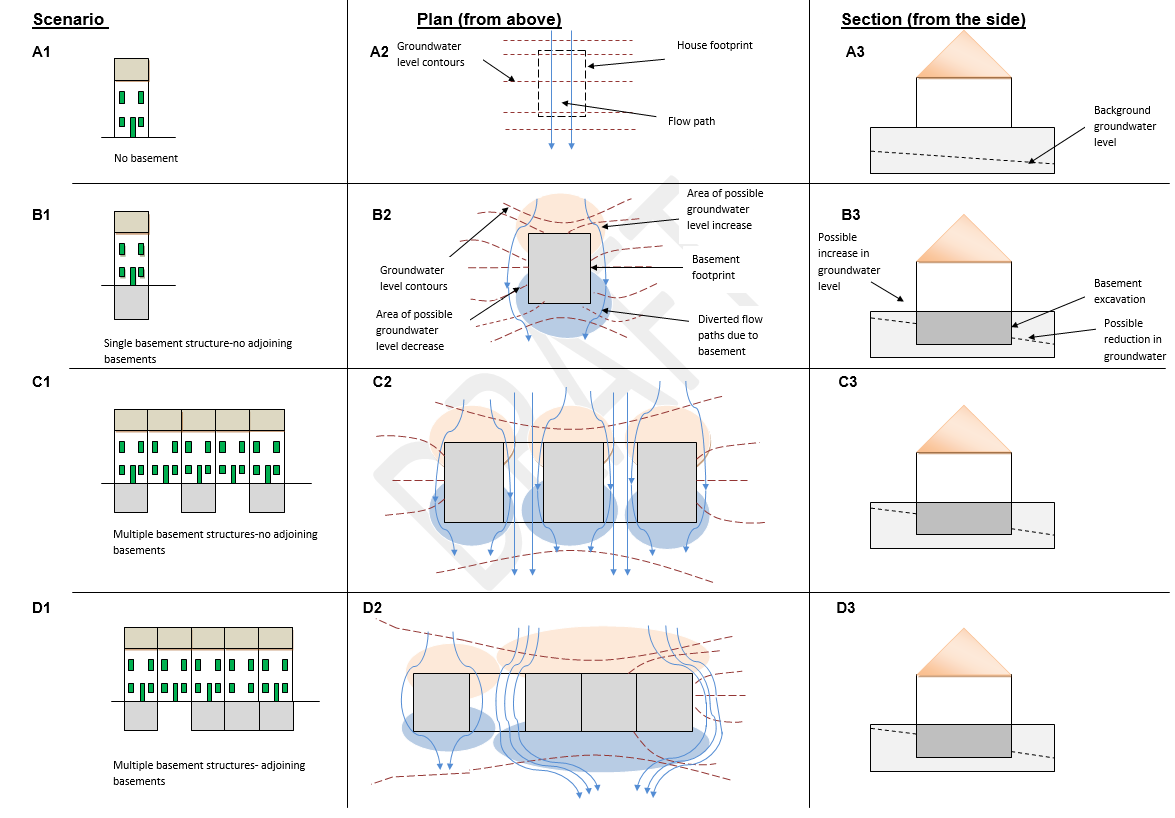 Scenario
Plan (from above)
Section (from the side)
A1
No basement
A2
Groundwater
level contours
House footprint
Flow path
A3
Background
groundwater
level
B1
Single basement structure-no adjoining
basements
B2
Area of possible
groundwater
level increase
Groundwater
level contours
Basement
footprint
Area of possible
groundwater
level decrease
Diverted flow
paths due to
basement
B3
Possible
increase in
groundwater
level
Basement
excavation
Possible
reduction in
groundwater
C1
Multiple basement structures-no adjoining
basements
C2
C3
D1
Multiple basement structures- adjoining
basements
D2
D3
DRAFT